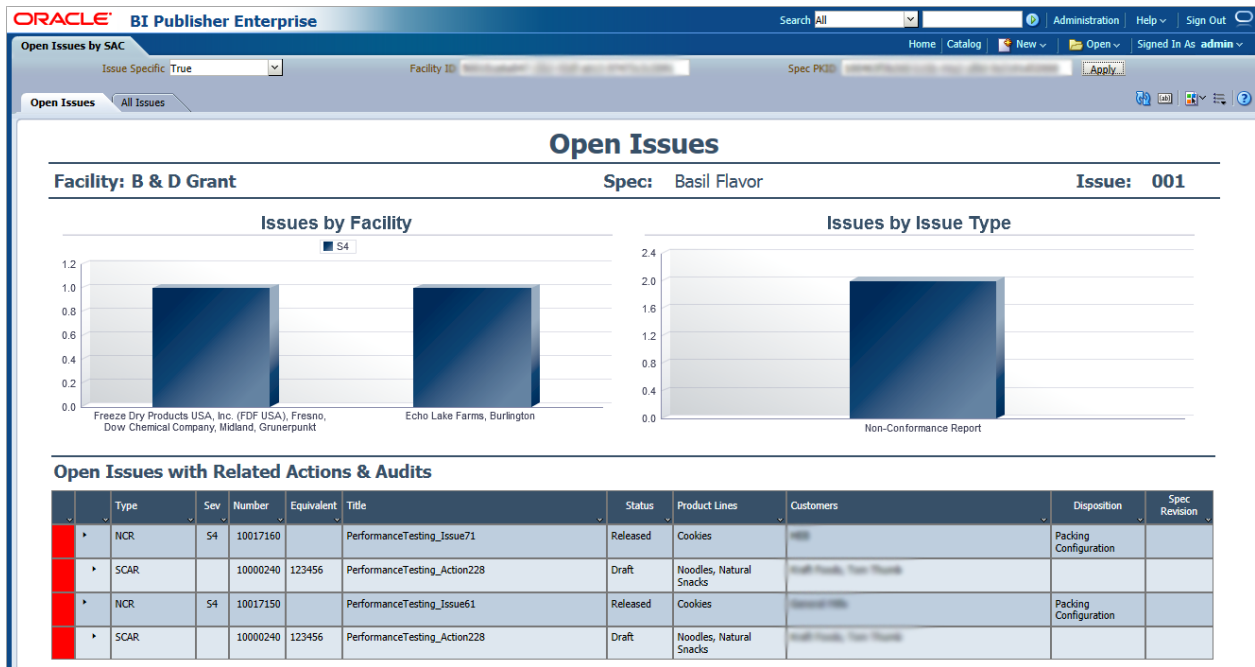 ORACLE BI Publisher Enterprise Search All Administration Help Sign Out
Open Issues by SAC Home Catalog New Open Signed In As admin
Issue Specific True Facility ID Spec PKID Apply
Open Issues All Issues
Open Issues
Facility: B & D Grant Spec: Basil Flavor Issue: 001
Issues by Facility
S4
1.2
1.0
0.8
0.6
0.4
0.2
0.0
Freeze Dry Products USA, Inc. (FDF USA), Fresno,
Dow Chemical Company, Midland, Grunerpunkt
Echo Lake Farms, Burlington
Issues by Issue Type
2.4
2.0
1.6
1.2
0.8
0.4
0.0
Non-Conformance Report
Open Issues with Related Actions & Audits
Type Sev Number Equivalent Title Status Product Lines Customers Disposition Spec
Revision
NCR S4 10017160 PerformanceTesting_Issue71 Released Cookies Packing
Configuration
SCAR 10000240 123456 PerformanceTesting_Action228 Draft Noodles, Natural
Snacks
NCR S4 10017150 PerformanceTesting_Issue61 Released Cookies Packing
Configuration
SCAR 10000240 123456 PerformanceTesting_Action228 Draft Noodles, Natural
Snacks